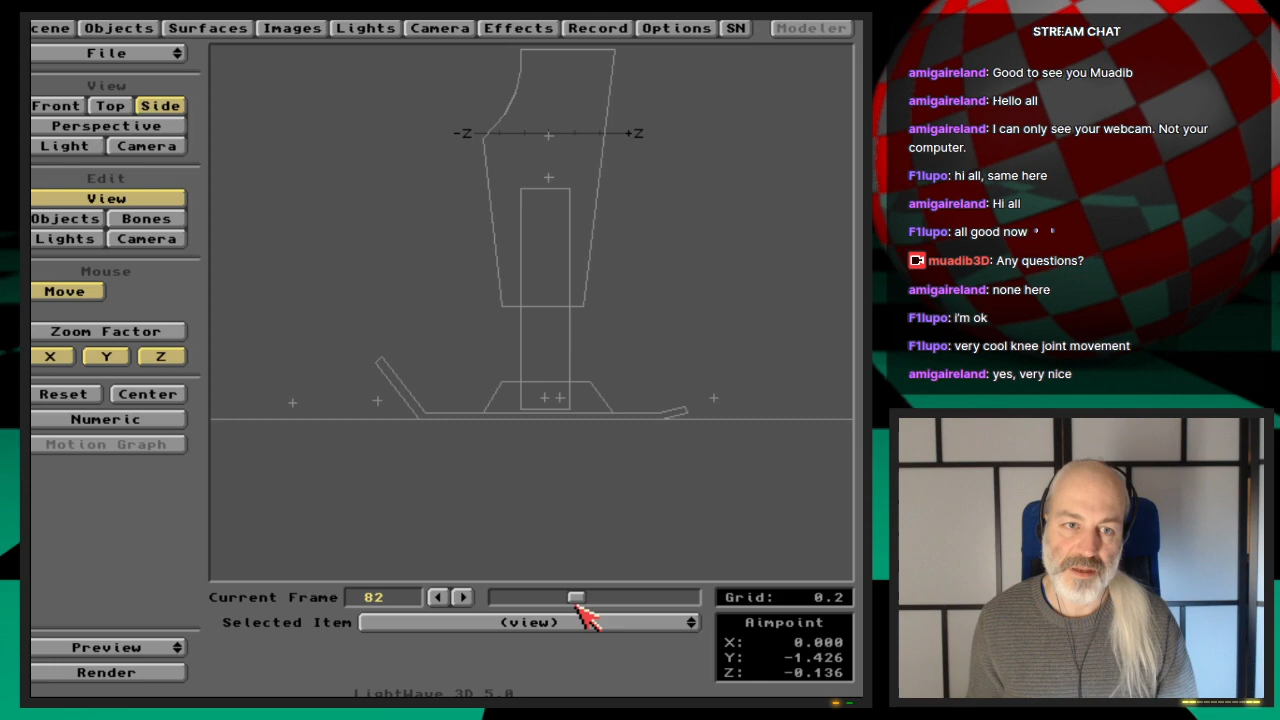 cene Objects Surfaces Images Lights Camera Effects Record Options SN Modeler
File
View
Front Top Side
Perspective
Light Camera
Edit
View
Objects Bones
Lights Camera
Mouse
Move
Zoom Factor
X Y Z
Reset Center
Numeric
Motion Graph
Preview
Render
-Z +Z
Current Frame 82
Selected Item (view)
Grid: 0.2
Aimpoint
X: 0.000
Y: -1.426
Z: -0.136
LightWave 3D 5.0
STREAM CHAT
amigaireland: Good to see you Muadib
amigaireland: Hello all
amigaireland: I can only see your webcam. Not your
computer.
F1lupo: hi all, same here
amigaireland: Hi all
F1lupo: all good now
muadib3D: Any questions?
amigaireland: none here
F1lupo: i'm ok
F1lupo: very cool knee joint movement
amigaireland: yes, very nice